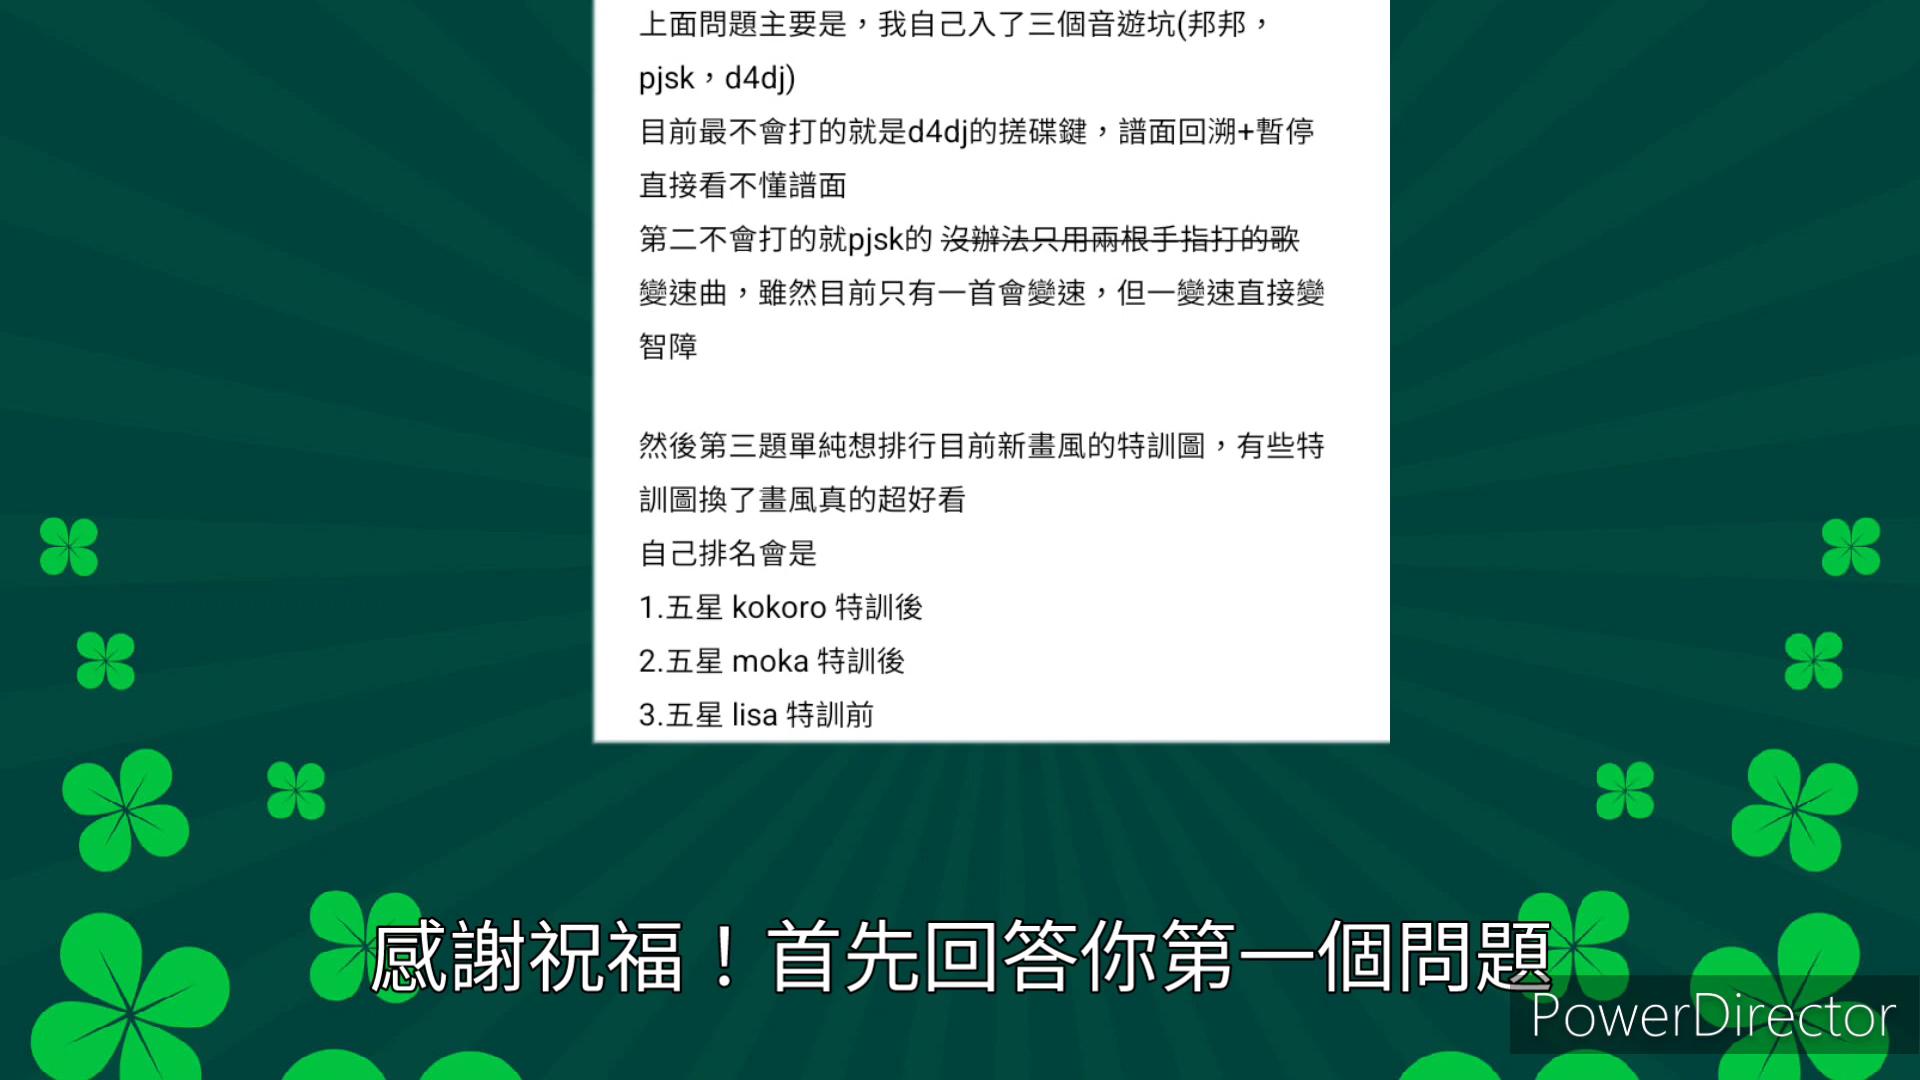 上面問題主要是，我自己入了三個音遊坑(邦邦，
pjsk，d4dj)
目前最不會打的就是d4dj的搓碟鍵，譜面回溯+暫停
直接看不懂譜面
第二不會打的就pjsk的 沒辦法只用兩根手指打的歌
變速曲，雖然目前只有一首會變速，但一變速直接變
智障
然後第三題單純想排行目前新畫風的特訓圖，有些特
訓圖換了畫風真的超好看
自己排名會是
1.五星 kokoro 特訓後
2.五星 moka 特訓後
3.五星 lisa 特訓前
感謝祝福！首先回答你第一個問題
PowerDirector